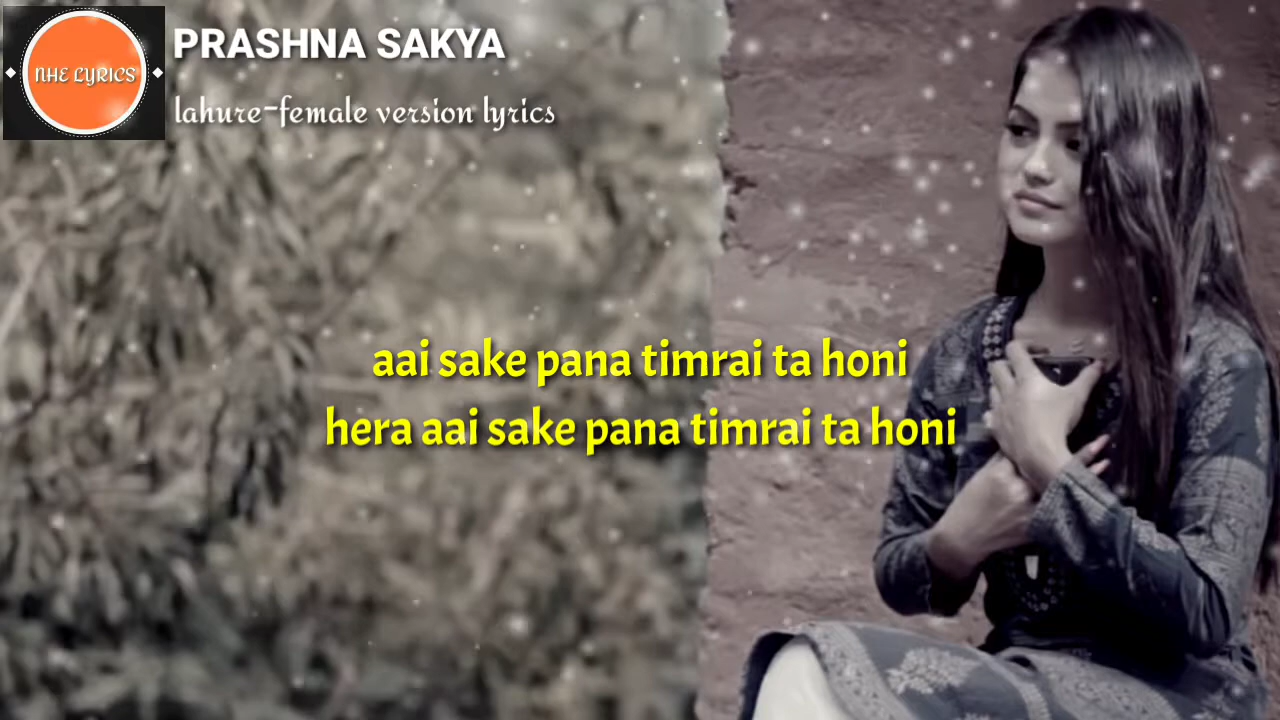 NHE LYRICS
PRASHNA SAKYA
lahure-female version lyrics
aai sake pana timrai ta honi
hera aai sake pana timrai ta honi